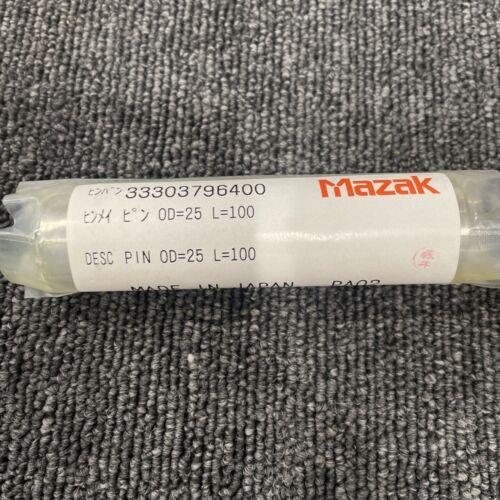 ヒンバン 33303796400
Mazak
ヒンメイ ピン OD=25 L=100
DESC PIN OD=25 L=100
MADE IN JAPAN PA02